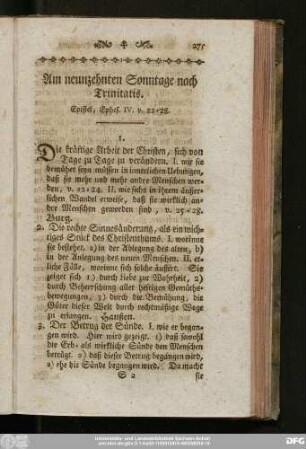 275
Am neunzehnten Sonntage nach
Trinitatis.
Epistel, Ephes. IV. v. 22-28.
1.
Die kräftige Arbeit der Christen, sich von
Tage zu Tage zu verändern. I. wie sie
bemühet seyn müssen in innerlichen Uebungen,
daß sie mehr und mehr andre Menschen wer-
den, v. 22-24. II. wie sichs in ihrem äußer-
lichen Wandel erweise, daß sie wirklich an-
dre Menschen geworden sind, v. 25-28.
Burg.
2. Die rechte Sinnesänderung, als ein wich-
tiges Stück des Christenthums. I. worinnen
sie bestehet, 1) in der Ablegung des alten, b)
in der Anlegung des neuen Menschen. II. et-
liche Fälle, worinne sich solche äußert. Sie
zeiget sich 1) durch liebe zur Wahrheit, 2)
durch Beherrschung aller heftigen Gemüths-
bewegungen, 3) durch die Bemühung, die
Güter dieser Welt durch rechtmäßige Wege
zu erlangen.
3. Der Betrug der Sünde. I. wie er began-
gen wird. Hier wird gezeigt. 1) daß sowohl
die Erb- als wirkliche Sünde den Menschen
betrügt. 2) daß dieser Betrug begangen wird,
a) ehe die Sünde begangen wird. Da macht
S 2 sie